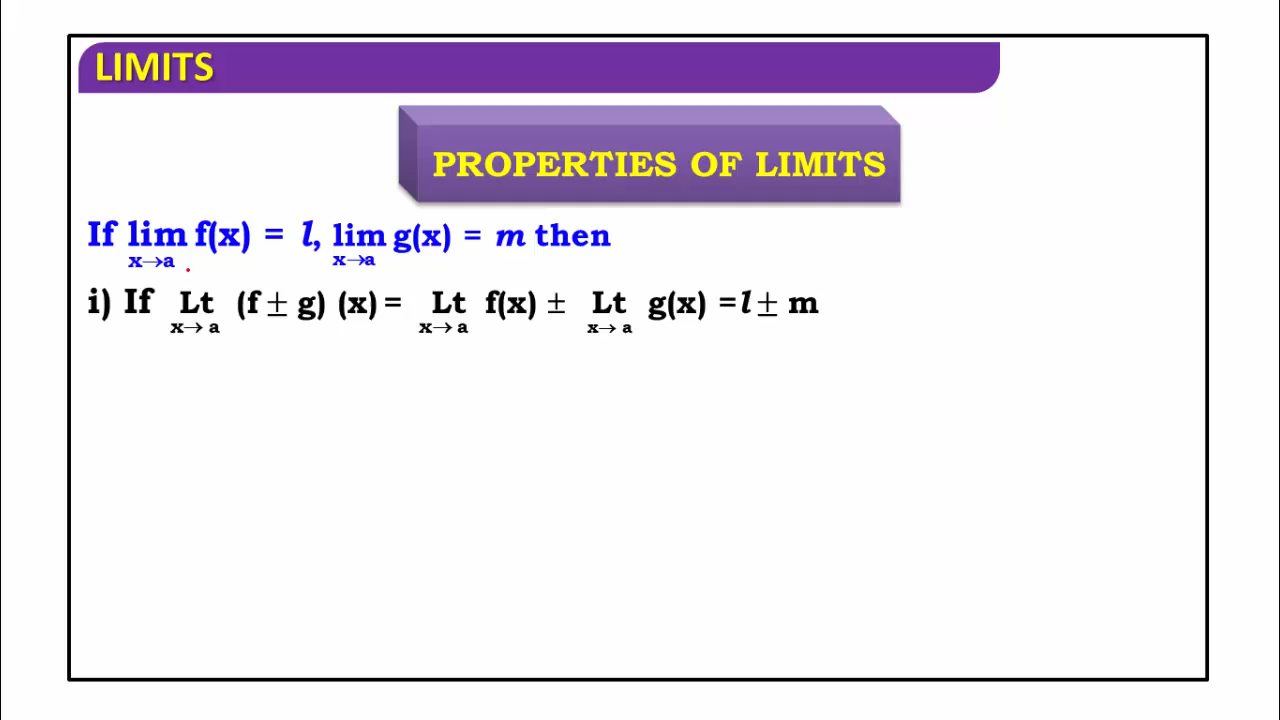 LIMITS
PROPERTIES OF LIMITS
If lim f(x) = l, lim g(x) = m then
x→a x→a
i) If Lt (f ± g) (x) = Lt f(x) ± Lt g(x) = l ± m
x→ a x→ a x→ a